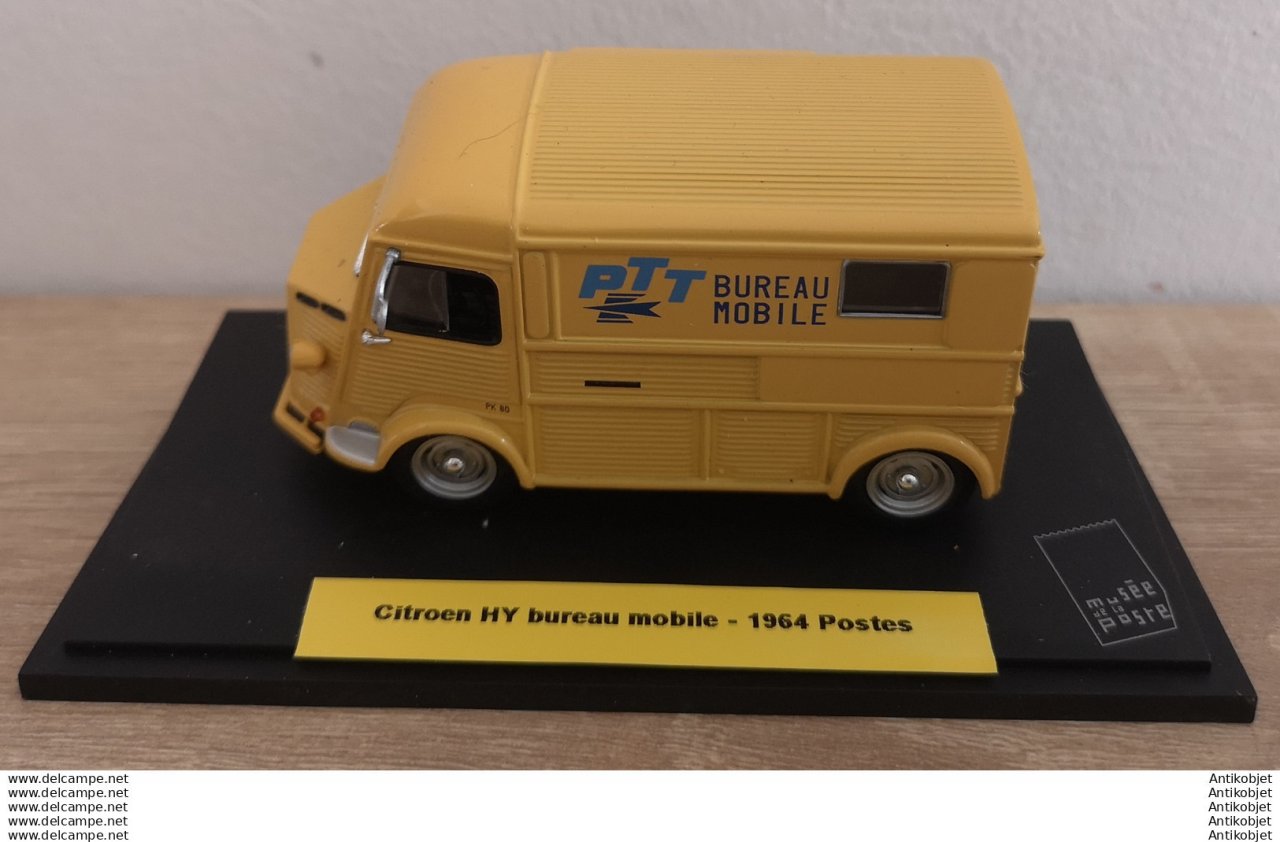 PTT BUREAU
MOBILE
PK 80
Citroen HY bureau mobile - 1964 Postes
Musée
de la
Poste
www.delcampe.net
www.delcampe.net
www.delcampe.net
www.delcampe.net
www.delcampe.net
Antikobjet
Antikobjet
Antikobjet
Antikobjet
Antikobjet